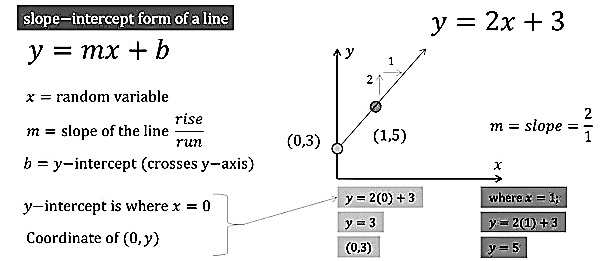 slope−intercept form of a line
y = mx + b
x = random variable
m = slope of the line rise/run
b = y−intercept (crosses y−axis)
y−intercept is where x = 0
Coordinate of (0, y)
y = 2x + 3
y
1
2
(0,3)
(1,5)
x
m = slope = 2/1
y = 2(0) + 3
y = 3
(0,3)
where x = 1;
y = 2(1) + 3
y = 5